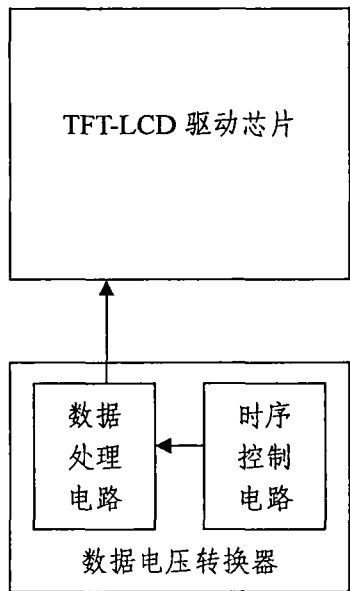 TFT-LCD 驱动芯片
数据
处理
电路
时序
控制
电路
数据电压转换器